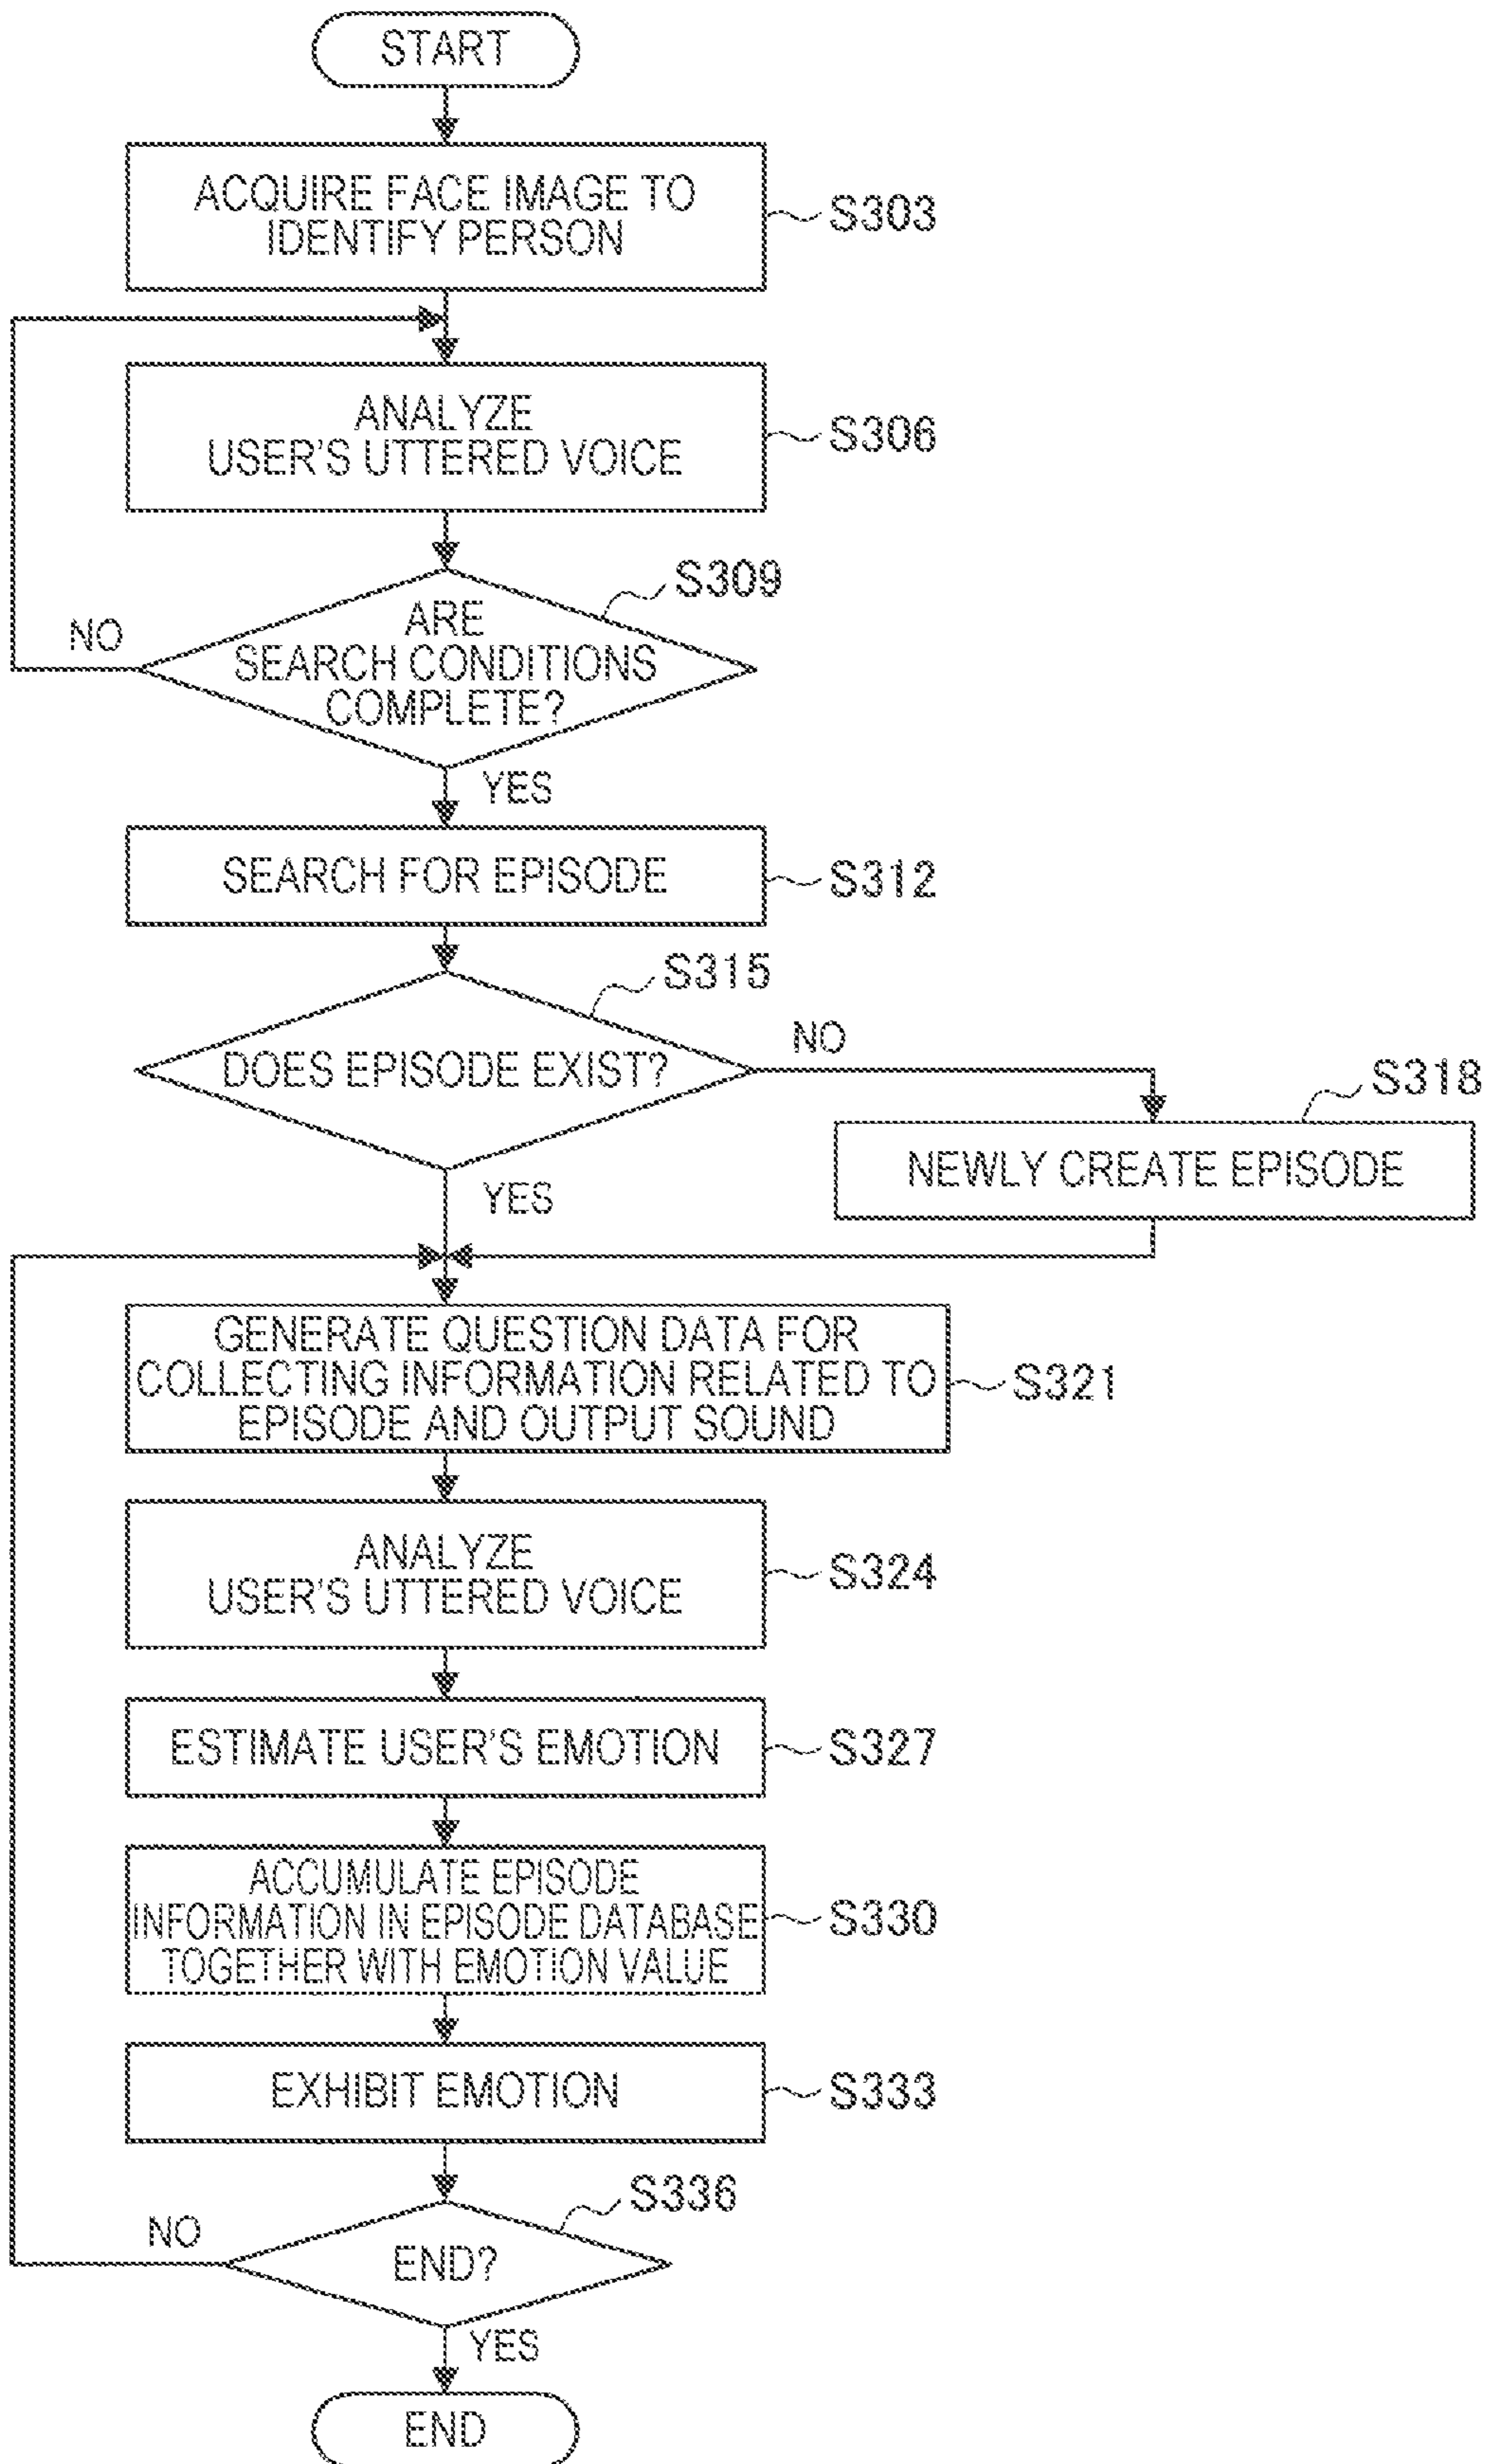 START
ACQUIRE FACE IMAGE TO
IDENTIFY PERSON
S303
ANALYZE
USER'S UTTERED VOICE
S306
S309
ARE
SEARCH CONDITIONS
COMPLETE?
NO
YES
SEARCH FOR EPISODE
S312
S315
DOES EPISODE EXIST?
NO
S318
NEWLY CREATE EPISODE
YES
GENERATE QUESTION DATA FOR
COLLECTING INFORMATION RELATED TO
EPISODE AND OUTPUT SOUND
S321
ANALYZE
USER'S UTTERED VOICE
S324
ESTIMATE USER'S EMOTION
S327
ACCUMULATE EPISODE
INFORMATION IN EPISODE DATABASE
TOGETHER WITH EMOTION VALUE
S330
EXHIBIT EMOTION
S333
S336
NO
END?
YES
END